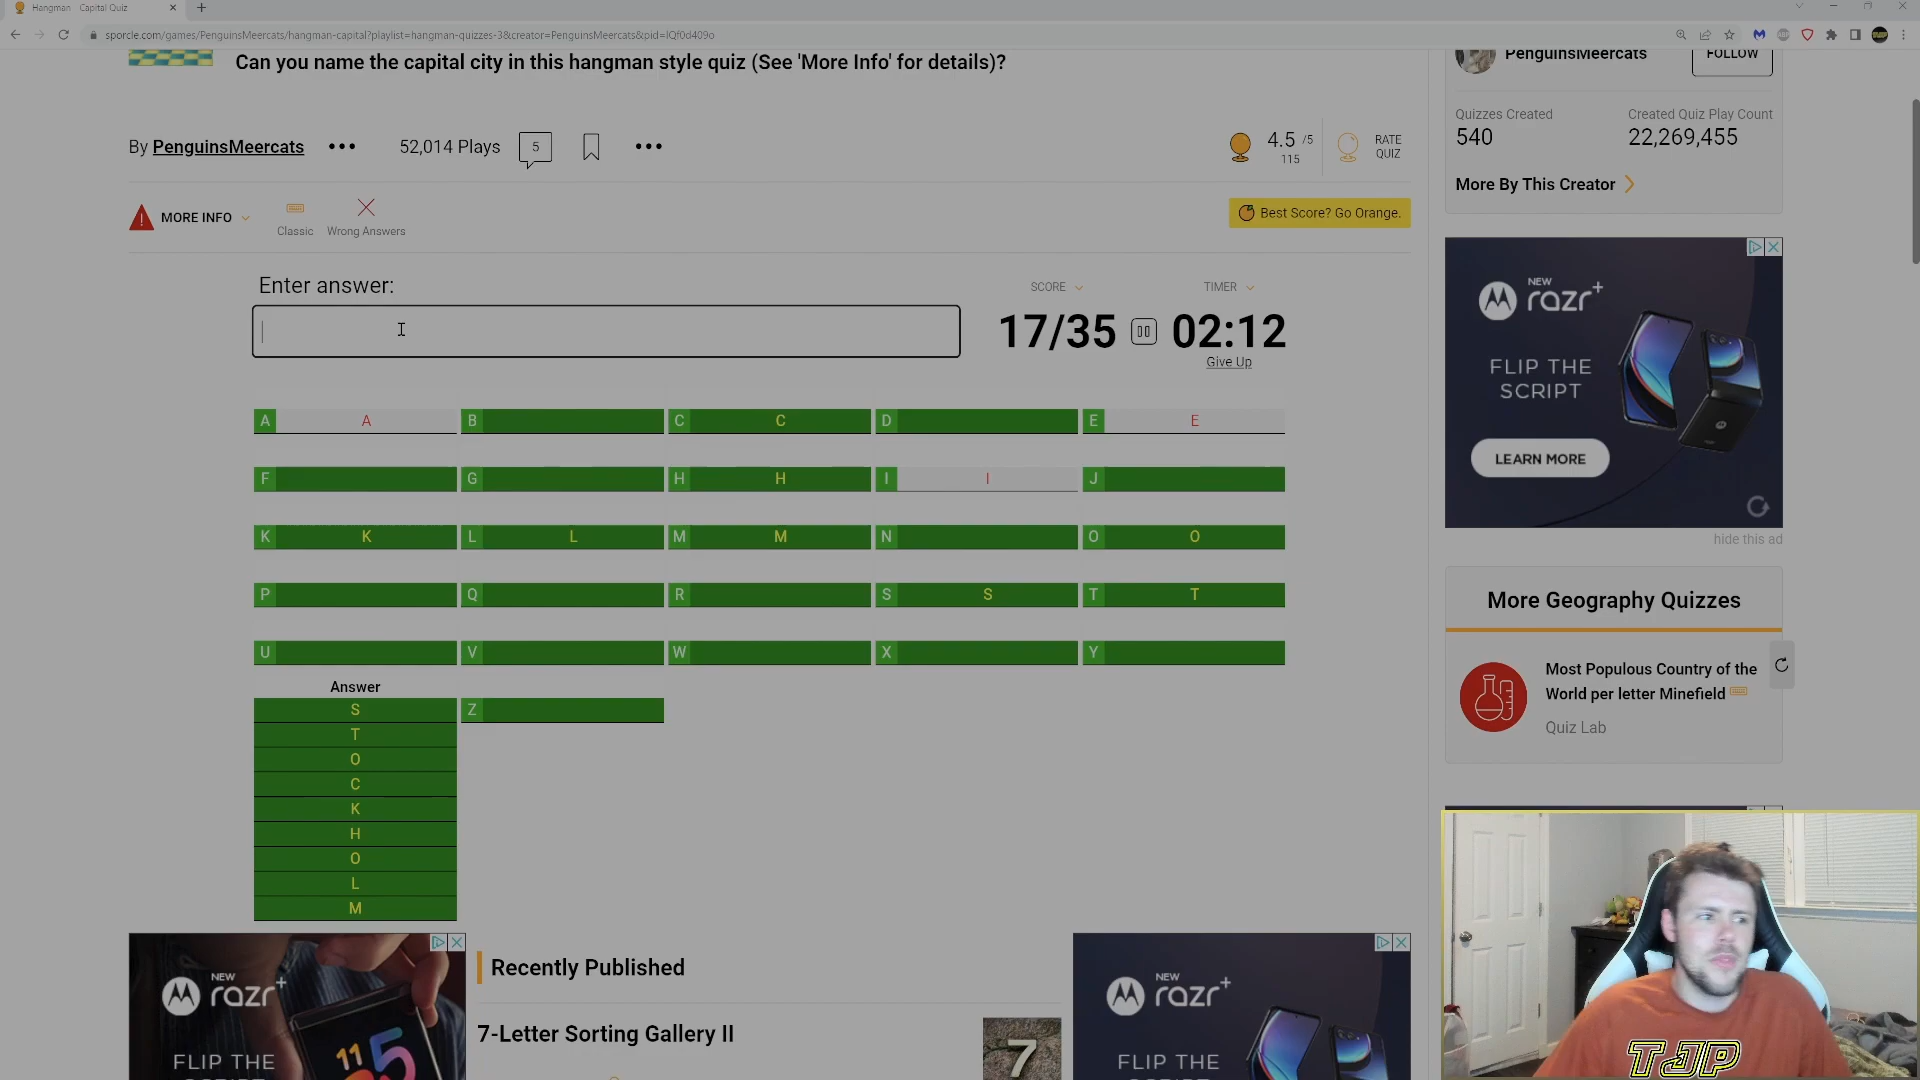 Hangman Capital Quiz
sporcle.com/games/PenguinsMeercats/hangman-capital?playlist=hangman-quizzes-3&creator=PenguinsMeercats&pid=IQf0d409o
Can you name the capital city in this hangman style quiz (See 'More Info' for details)?
By PenguinsMeercats ••• 52,014 Plays 5 •••
4.5 /5
115
RATE
QUIZ
MORE INFO
Classic
Wrong Answers
Best Score? Go Orange.
Enter answer:
SCORE
17/35
TIMER
02:12
Give Up
A A B C C D E E
F G H H I I J
K K L L M M N O O
P Q R S S T T
U V W X Y
Answer
S Z
T
O
C
K
H
O
L
M
NEW
razr+
FLIP THE
115
Recently Published
7-Letter Sorting Gallery II
7
NEW
razr+
FLIP THE
PenguinsMeercats
FOLLOW
Quizzes Created
540
Created Quiz Play Count
22,269,455
More By This Creator
NEW
razr+
FLIP THE
SCRIPT
LEARN MORE
hide this ad
More Geography Quizzes
Most Populous Country of the
World per letter Minefield
Quiz Lab
TJP